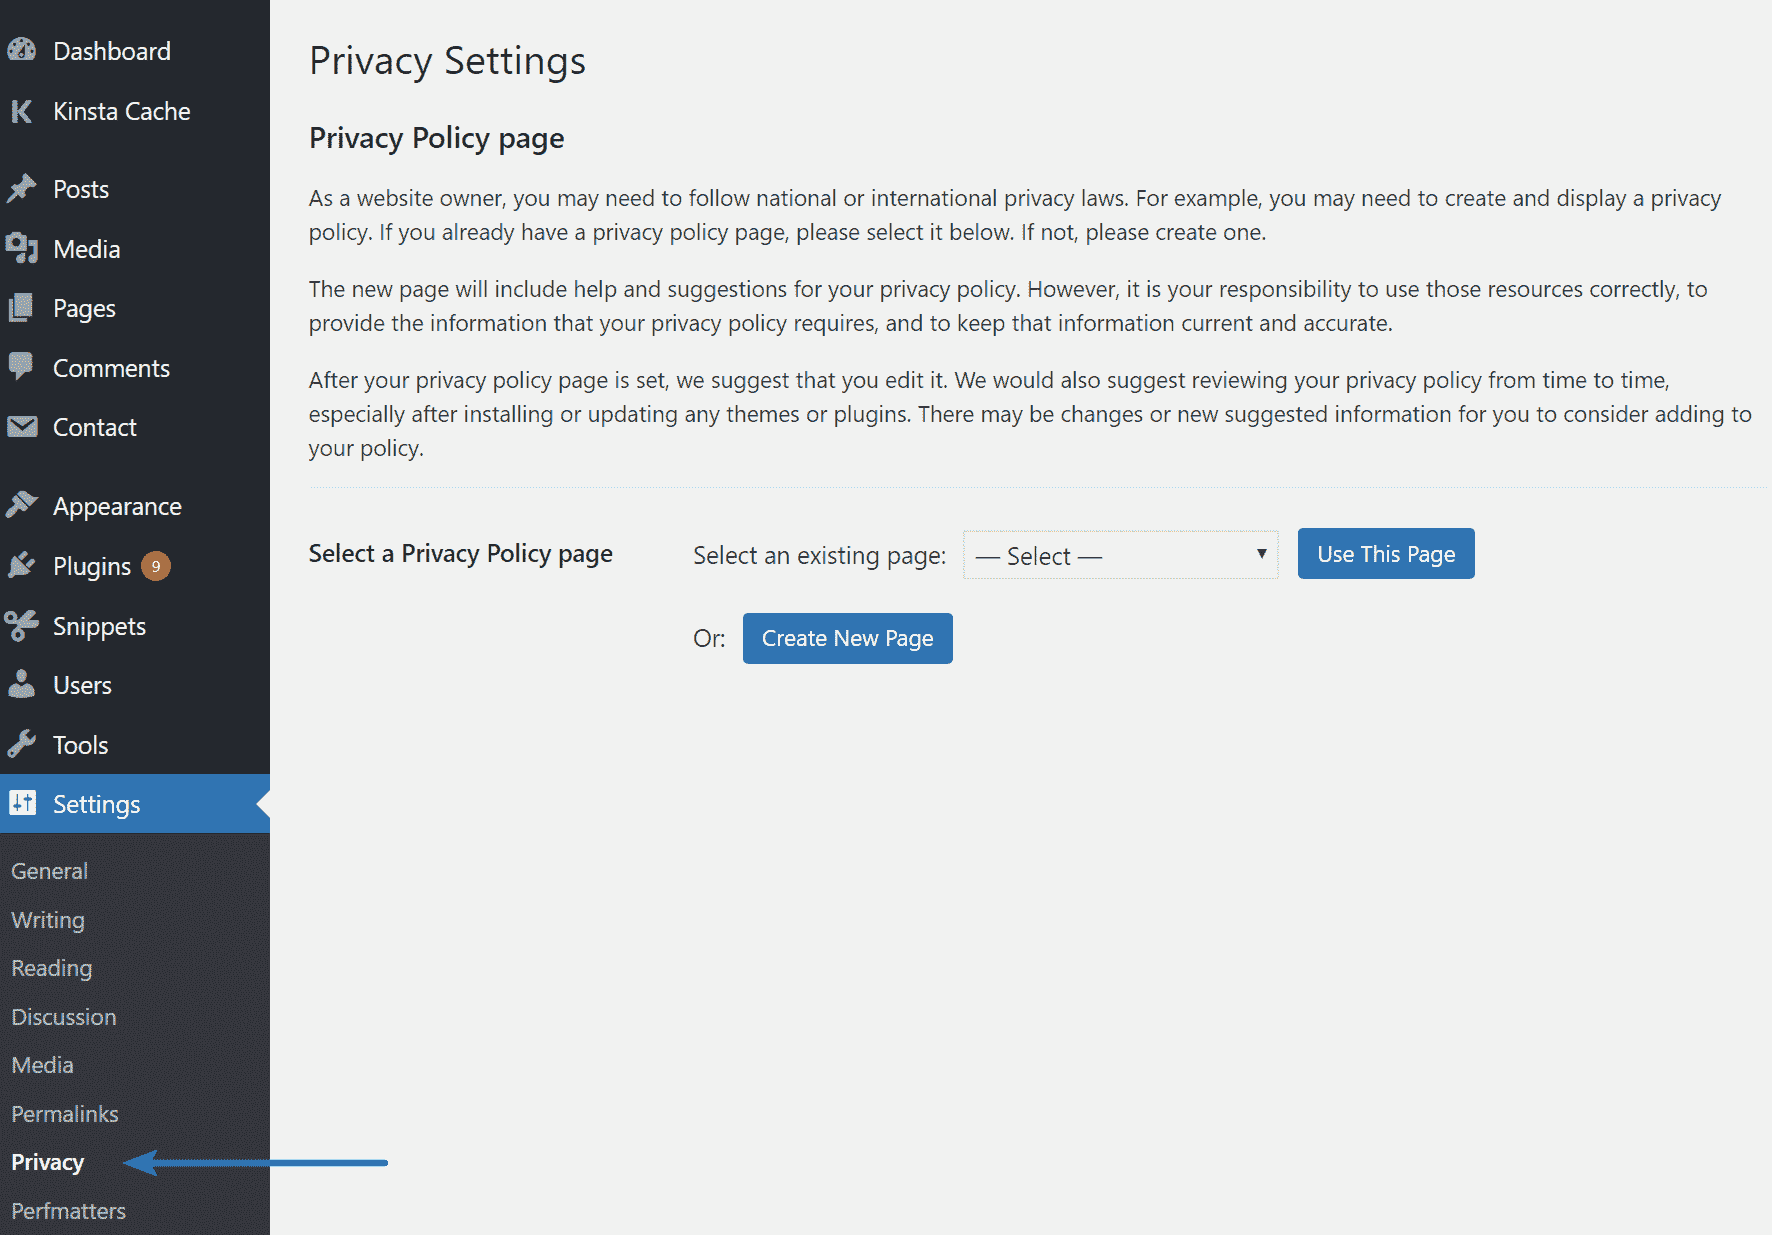 Dashboard
Kinsta Cache
Posts
Media
Pages
Comments
Contact
Appearance
Plugins 9
Snippets
Users
Tools
Settings
General
Writing
Reading
Discussion
Media
Permalinks
Privacy
Perfmatters
Privacy Settings
Privacy Policy page
As a website owner, you may need to follow national or international privacy laws. For example, you may need to create and display a privacy
policy. If you already have a privacy policy page, please select it below. If not, please create one.
The new page will include help and suggestions for your privacy policy. However, it is your responsibility to use those resources correctly, to
provide the information that your privacy policy requires, and to keep that information current and accurate.
After your privacy policy page is set, we suggest that you edit it. We would also suggest reviewing your privacy policy from time to time,
especially after installing or updating any themes or plugins. There may be changes or new suggested information for you to consider adding to
your policy.
Select a Privacy Policy page
Select an existing page: — Select — Use This Page
Or: Create New Page